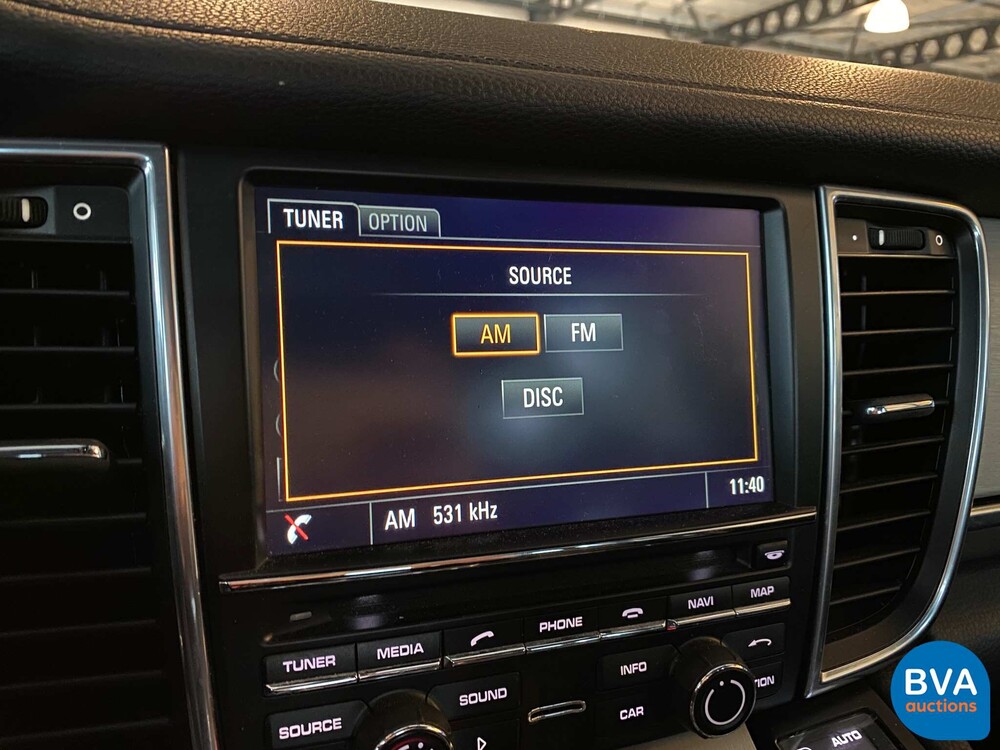 TUNER OPTION
SOURCE
AM FM
DISC
AM 531 kHz 11:40
TUNER MEDIA PHONE NAVI MAP
SOURCE SOUND INFO
CAR
AUTO
BVA
auctions